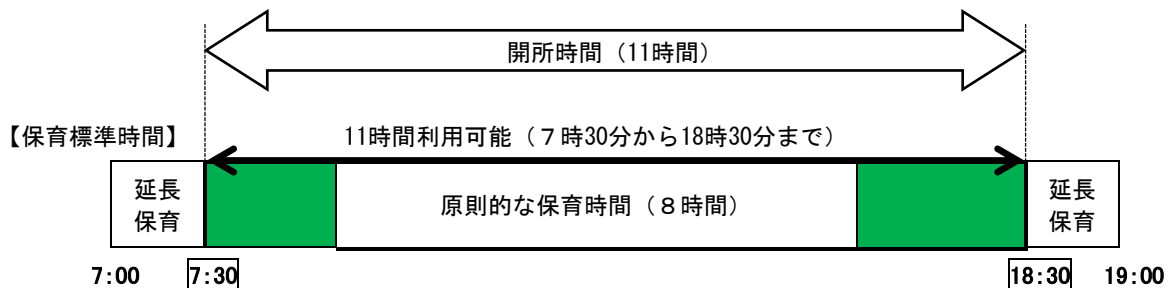 開所時間（11時間）
【保育標準時間】
11時間利用可能（７時30分から18時30分まで）
延長
保育
原則的な保育時間（８時間）
延長
保育
7:00
7:30
18:30
19:00